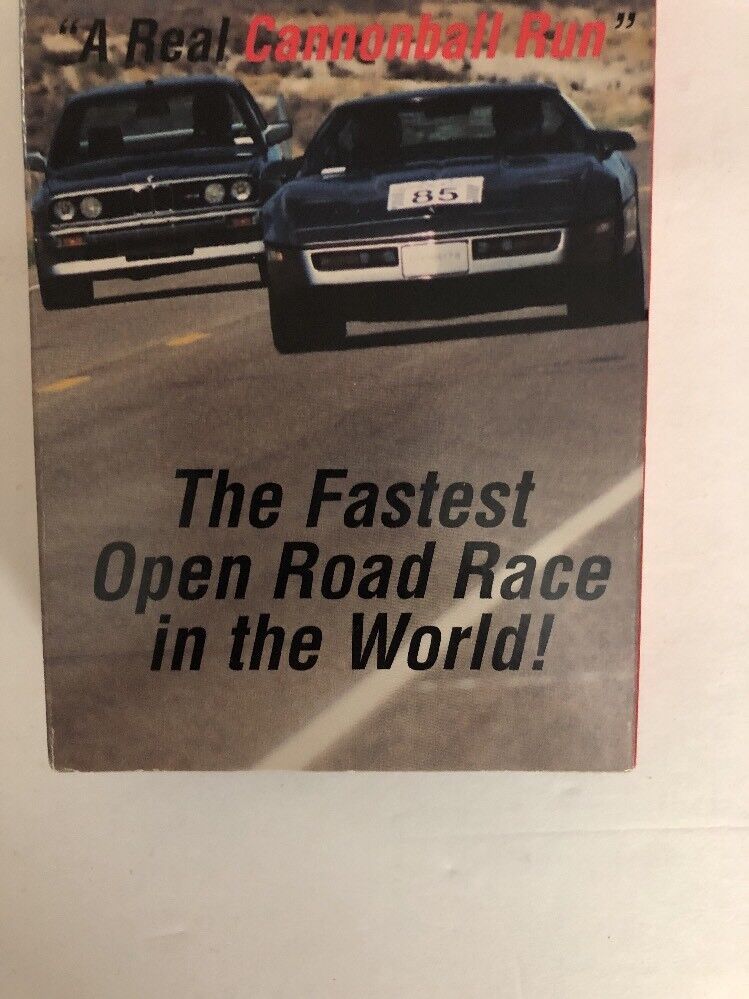 "A Real Cannonball Run"
85
The Fastest
Open Road Race
in the World!